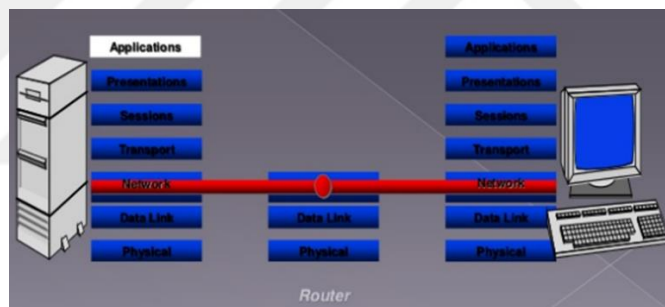 Applications
Presentations
Sessions
Transport
Network
Data Link
Physical
Data Link
Physical
Router
Applications
Presentations
Sessions
Transport
Network
Data Link
Physical